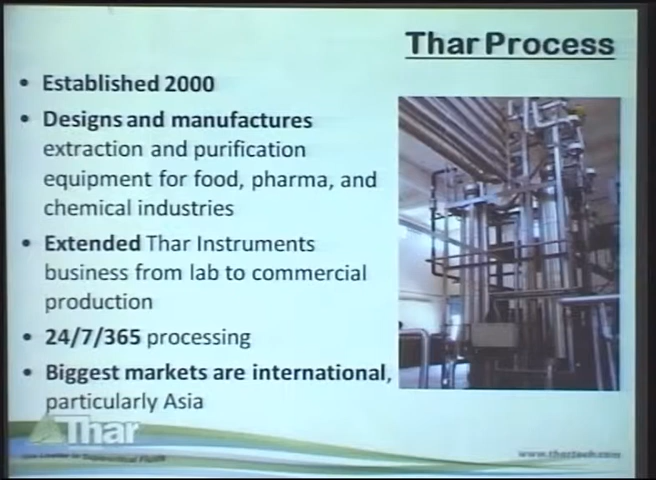 Thar Process
• Established 2000
• Designs and manufactures
extraction and purification
equipment for food, pharma, and
chemical industries
• Extended Thar Instruments
business from lab to commercial
production
• 24/7/365 processing
• Biggest markets are international,
particularly Asia
Thar
www.thartech.com